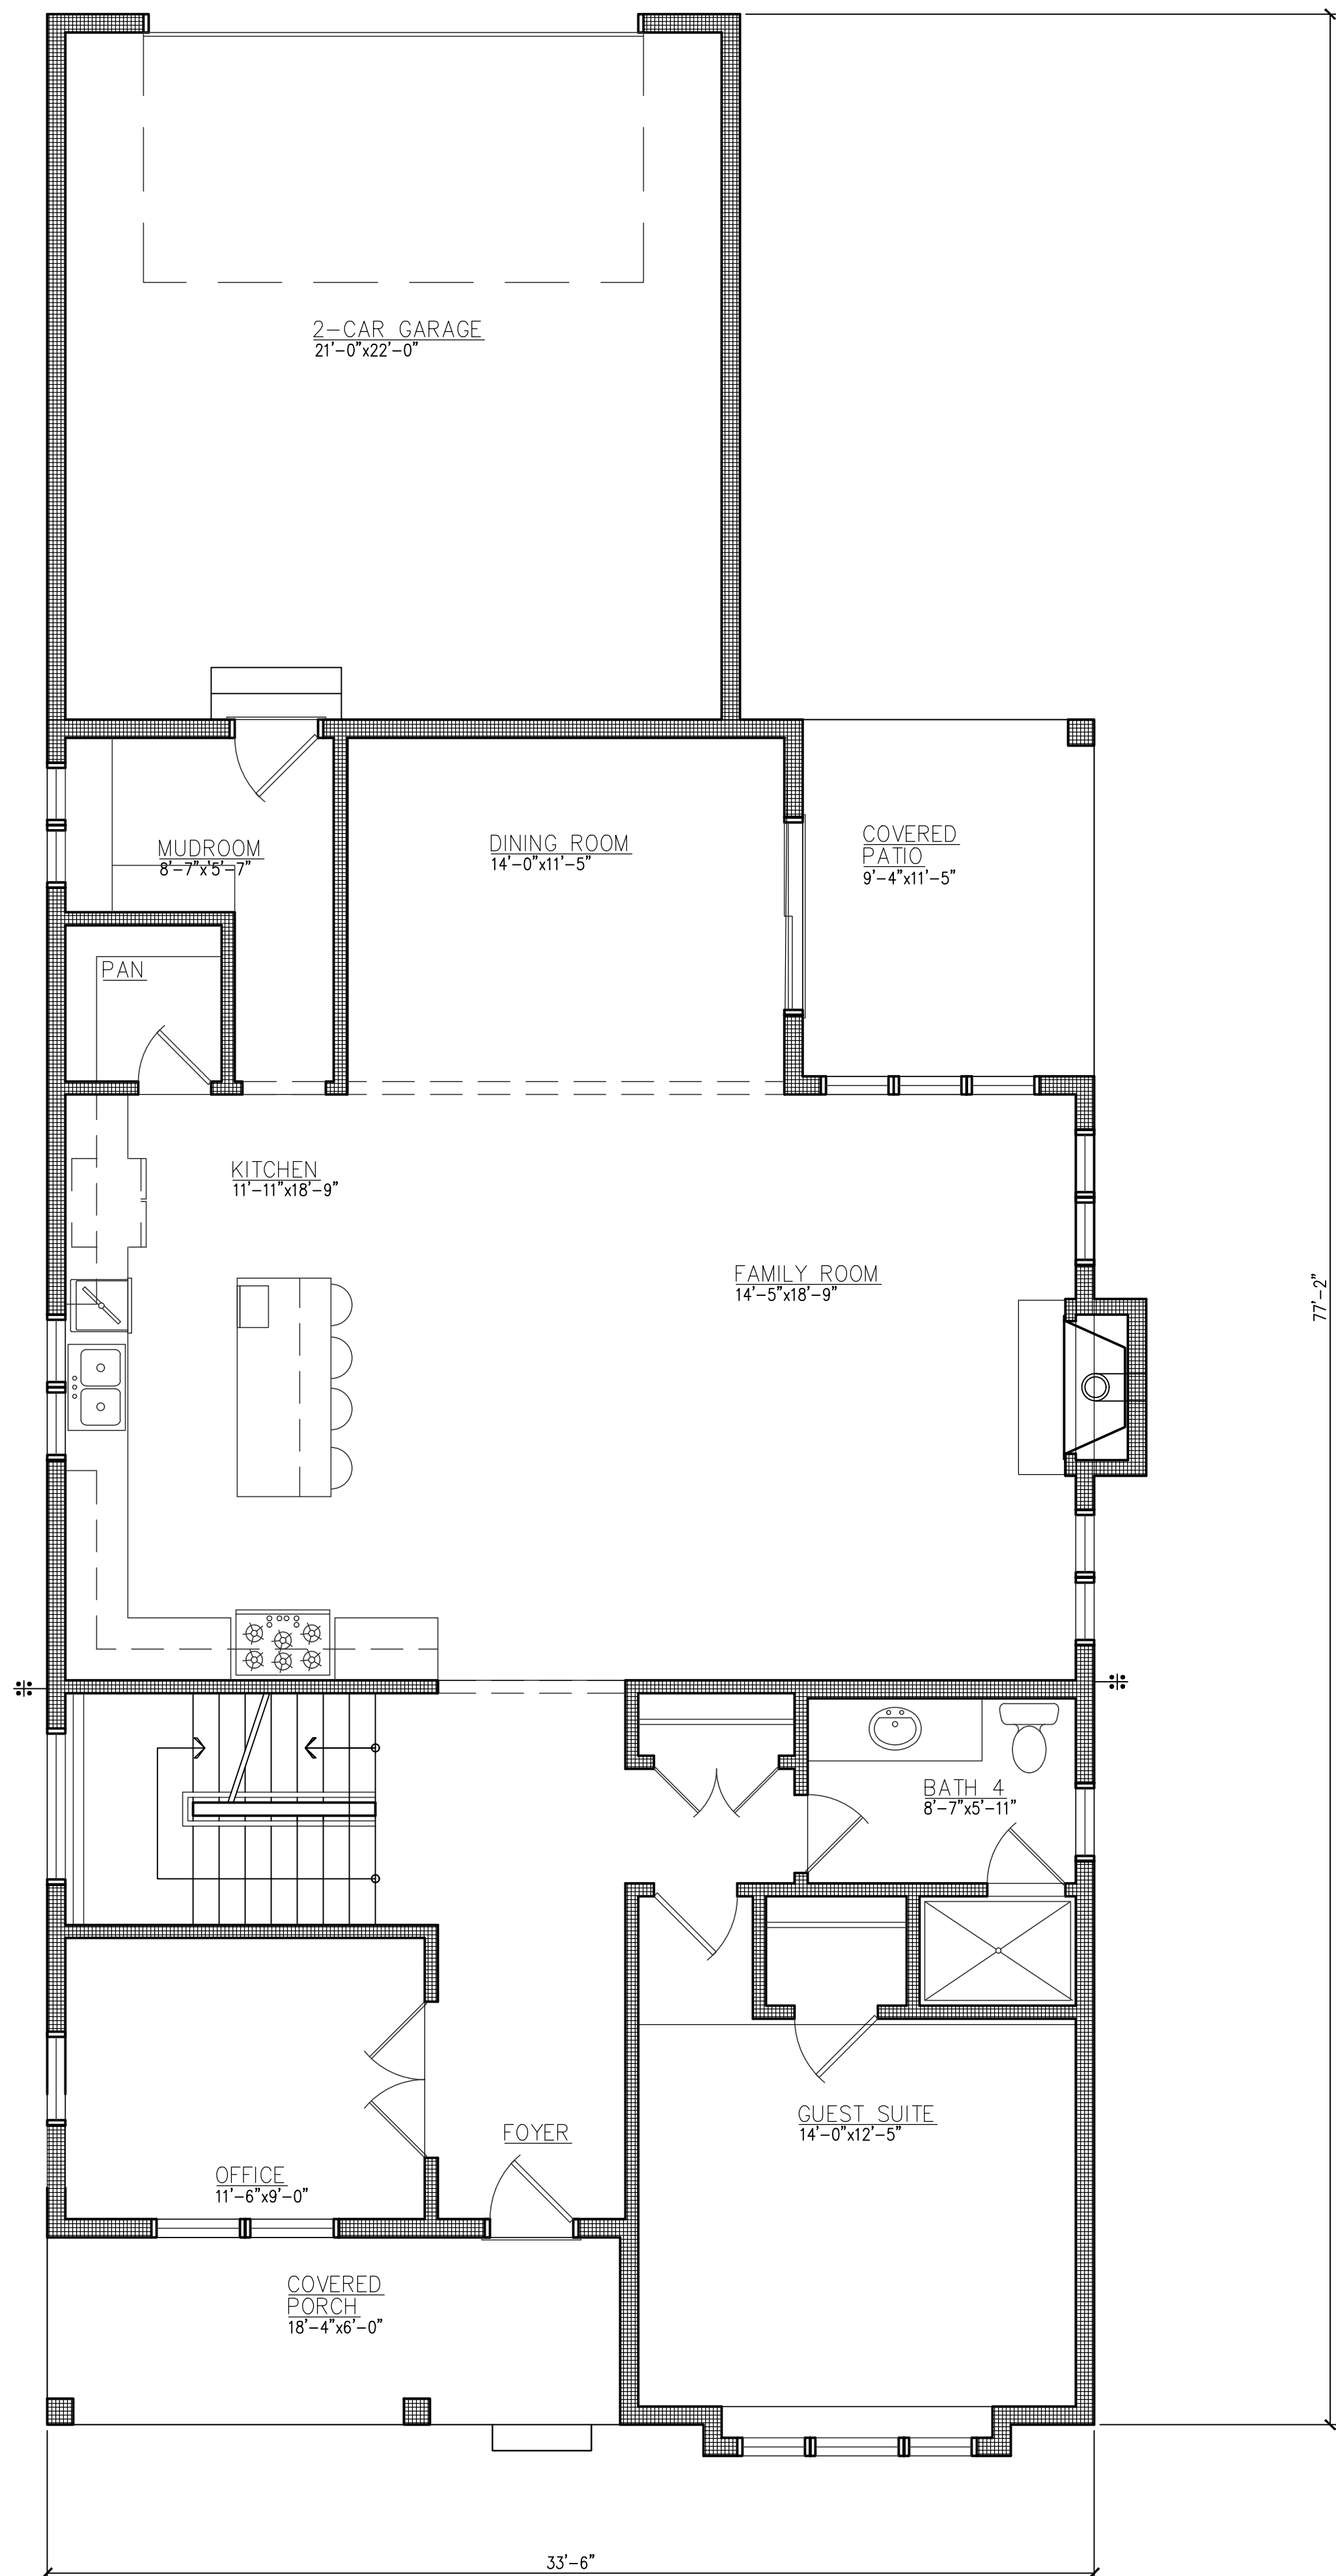 2-CAR GARAGE
21'-0"x22'-0"
MUDROOM
8'-7"x'5'-7"
DINING ROOM
14'-0"x11'-5"
COVERED
PATIO
9'-4"x11'-5"
PAN
KITCHEN
11'-11"x18'-9"
FAMILY ROOM
14'-5"x18'-9"
77'-2"
BATH 4
8'-7"x5'-11"
GUEST SUITE
14'-0"x12'-5"
FOYER
OFFICE
11'-6"x9'-0"
COVERED
PORCH
18'-4"x6'-0"
33'-6"